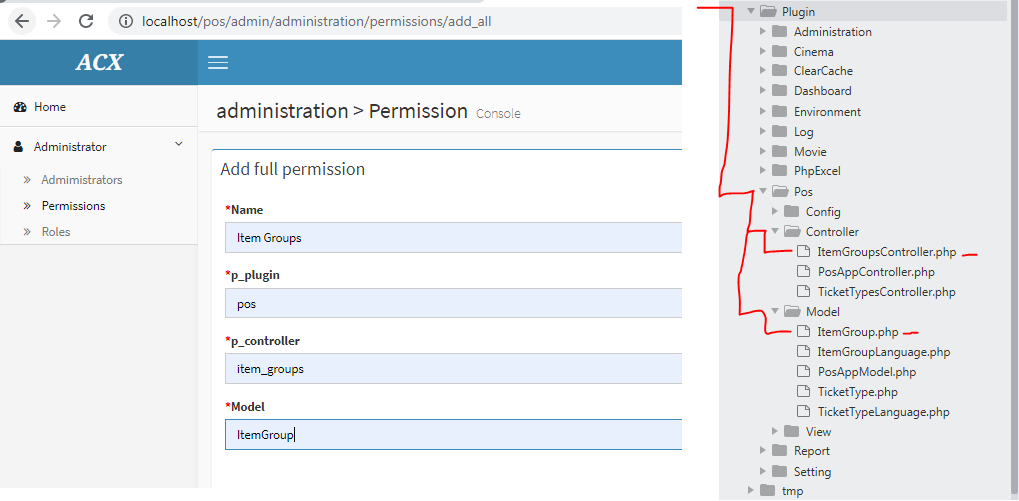 localhost/pos/admin/administration/permissions/add_all
ACX
Home
Administrator
Admimistrators
Permissions
Roles
administration > Permission Console
Add full permission
*Name
Item Groups
*p_plugin
pos
*p_controller
item_groups
*Model
ItemGroup
Plugin
Administration
Cinema
ClearCache
Dashboard
Environment
Log
Movie
PhpExcel
Pos
Config
Controller
ItemGroupsController.php
PosAppController.php
TicketTypesController.php
Model
ItemGroup.php
ItemGroupLanguage.php
PosAppModel.php
TicketType.php
TicketTypeLanguage.php
View
Report
Setting
tmp